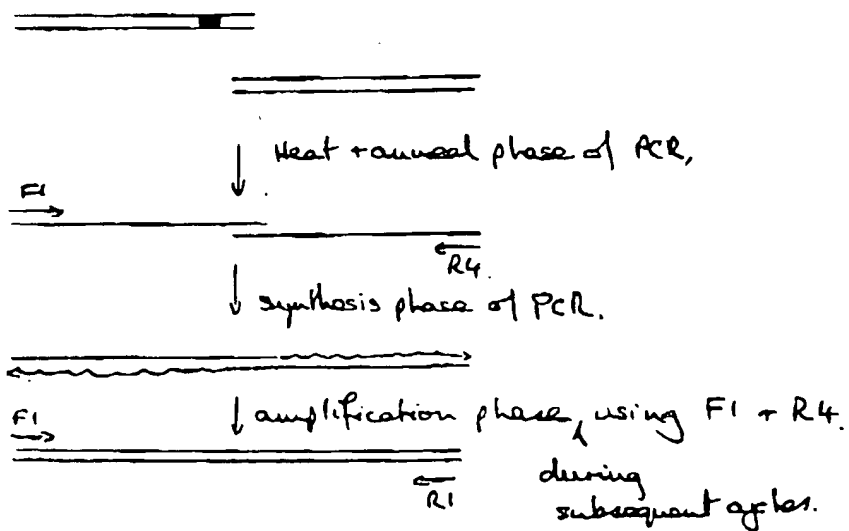 Heat + anneal phase of PCR,
F1
R4
synthesis phase of PCR.
F1
amplification phase, using F1 + R4.
R1
during
subsequent cycles.